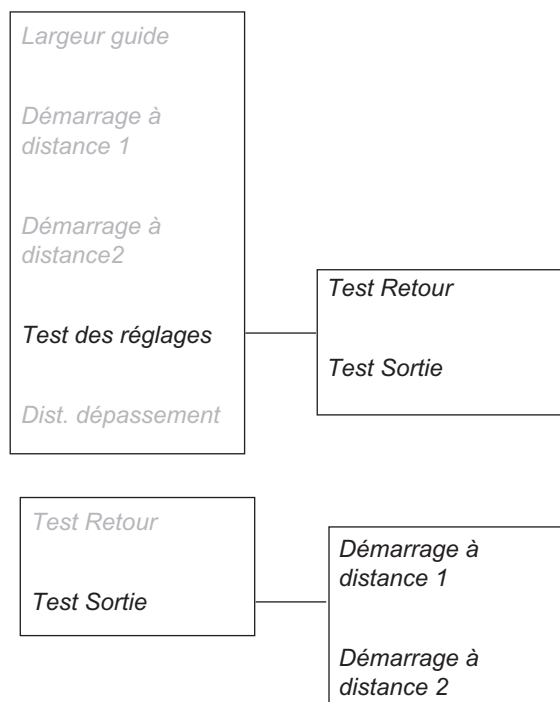 Largeur guide
Démarrage à
distance 1
Démarrage à
distance2
Test des réglages
Dist. dépassement
Test Retour
Test Sortie
Test Retour
Test Sortie
Démarrage à
distance 1
Démarrage à
distance 2